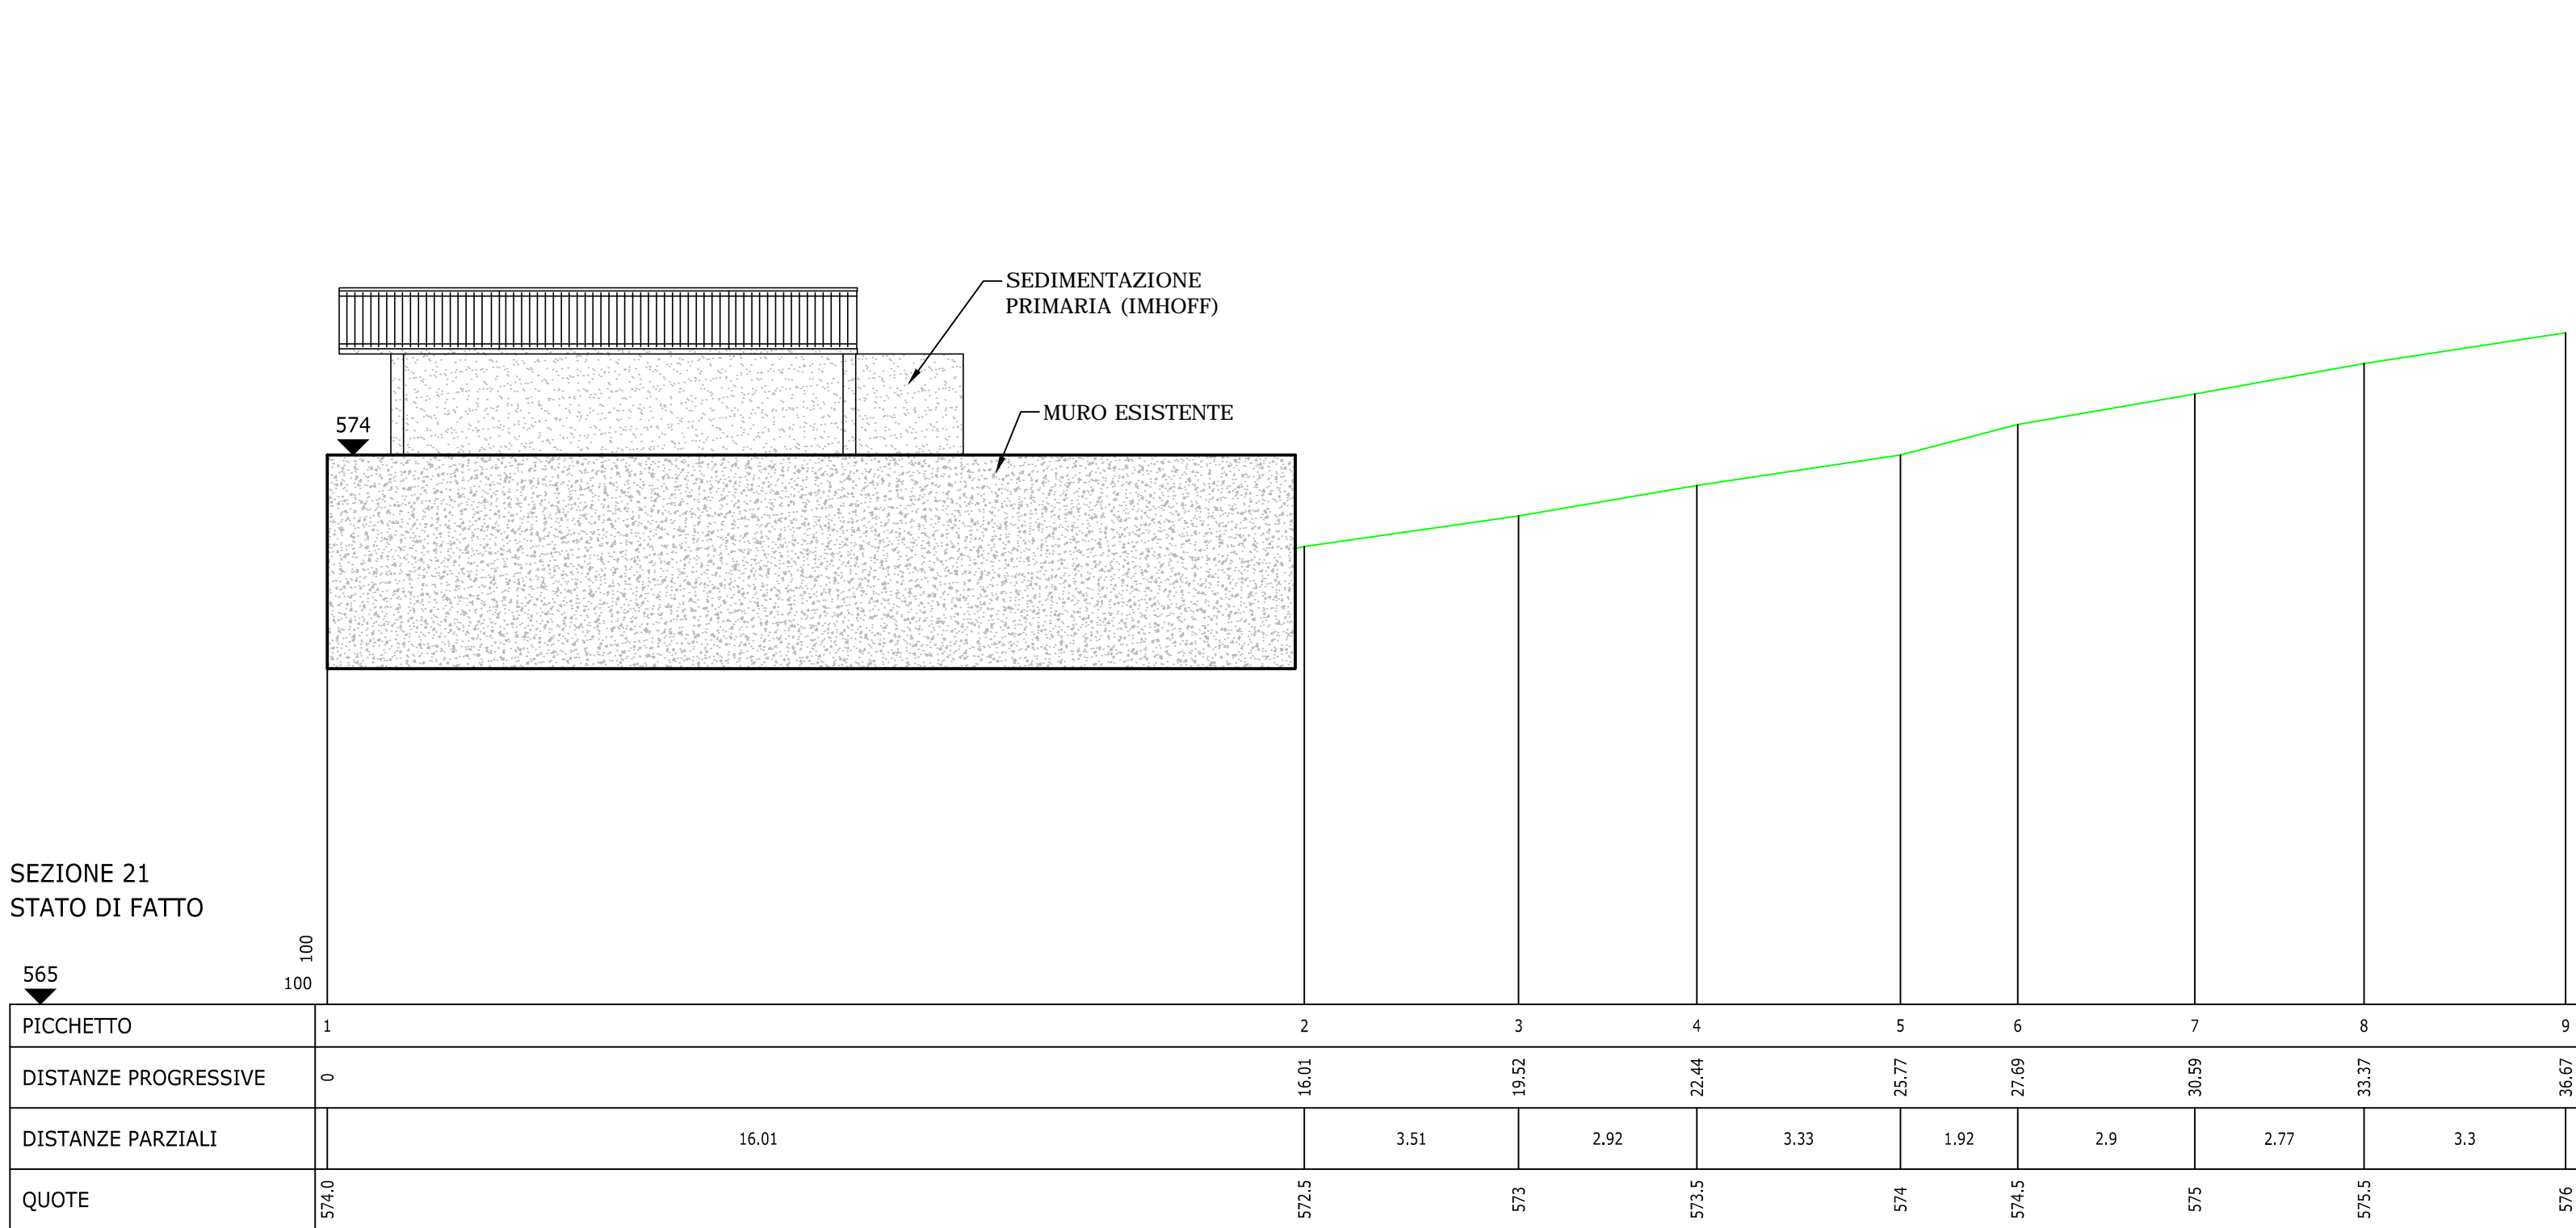 SEDIMENTAZIONE
PRIMARIA (IMHOFF)
MURO ESISTENTE
574
SEZIONE 21
STATO DI FATTO
100
100
565
PICCHETTO 1 2 3 4 5 6 7 8 9
DISTANZE PROGRESSIVE 0 16.01 19.52 22.44 25.77 27.69 30.59 33.37 36.67
DISTANZE PARZIALI 16.01 3.51 2.92 3.33 1.92 2.9 2.77 3.3
QUOTE 574.0 572.5 573 573.5 574 574.5 575 575.5 576